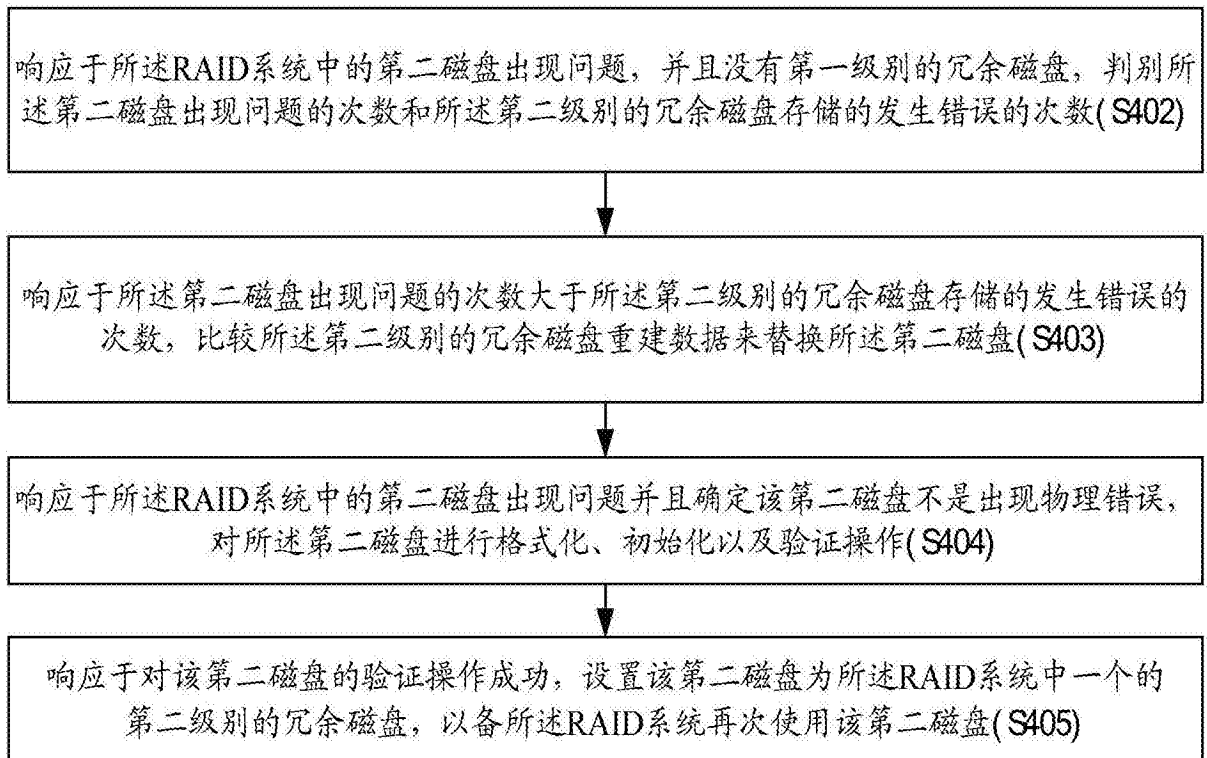 响应于所述RAID系统中的第二磁盘出现问题，并且没有第一级别的冗余磁盘，判别所
述第二磁盘出现问题的次数和所述第二级别的冗余磁盘存储的发生错误的次数(S402)
响应于所述第二磁盘出现问题的次数大于所述第二级别的冗余磁盘存储的发生错误的
次数，比较所述第二级别的冗余磁盘重建数据来替换所述第二磁盘(S403)
响应于所述RAID系统中的第二磁盘出现问题并且确定该第二磁盘不是出现物理错误，
对所述第二磁盘进行格式化、初始化以及验证操作(S404)
响应于对该第二磁盘的验证操作成功，设置该第二磁盘为所述RAID系统中一个的
第二级别的冗余磁盘，以备所述RAID系统再次使用该第二磁盘(S405)